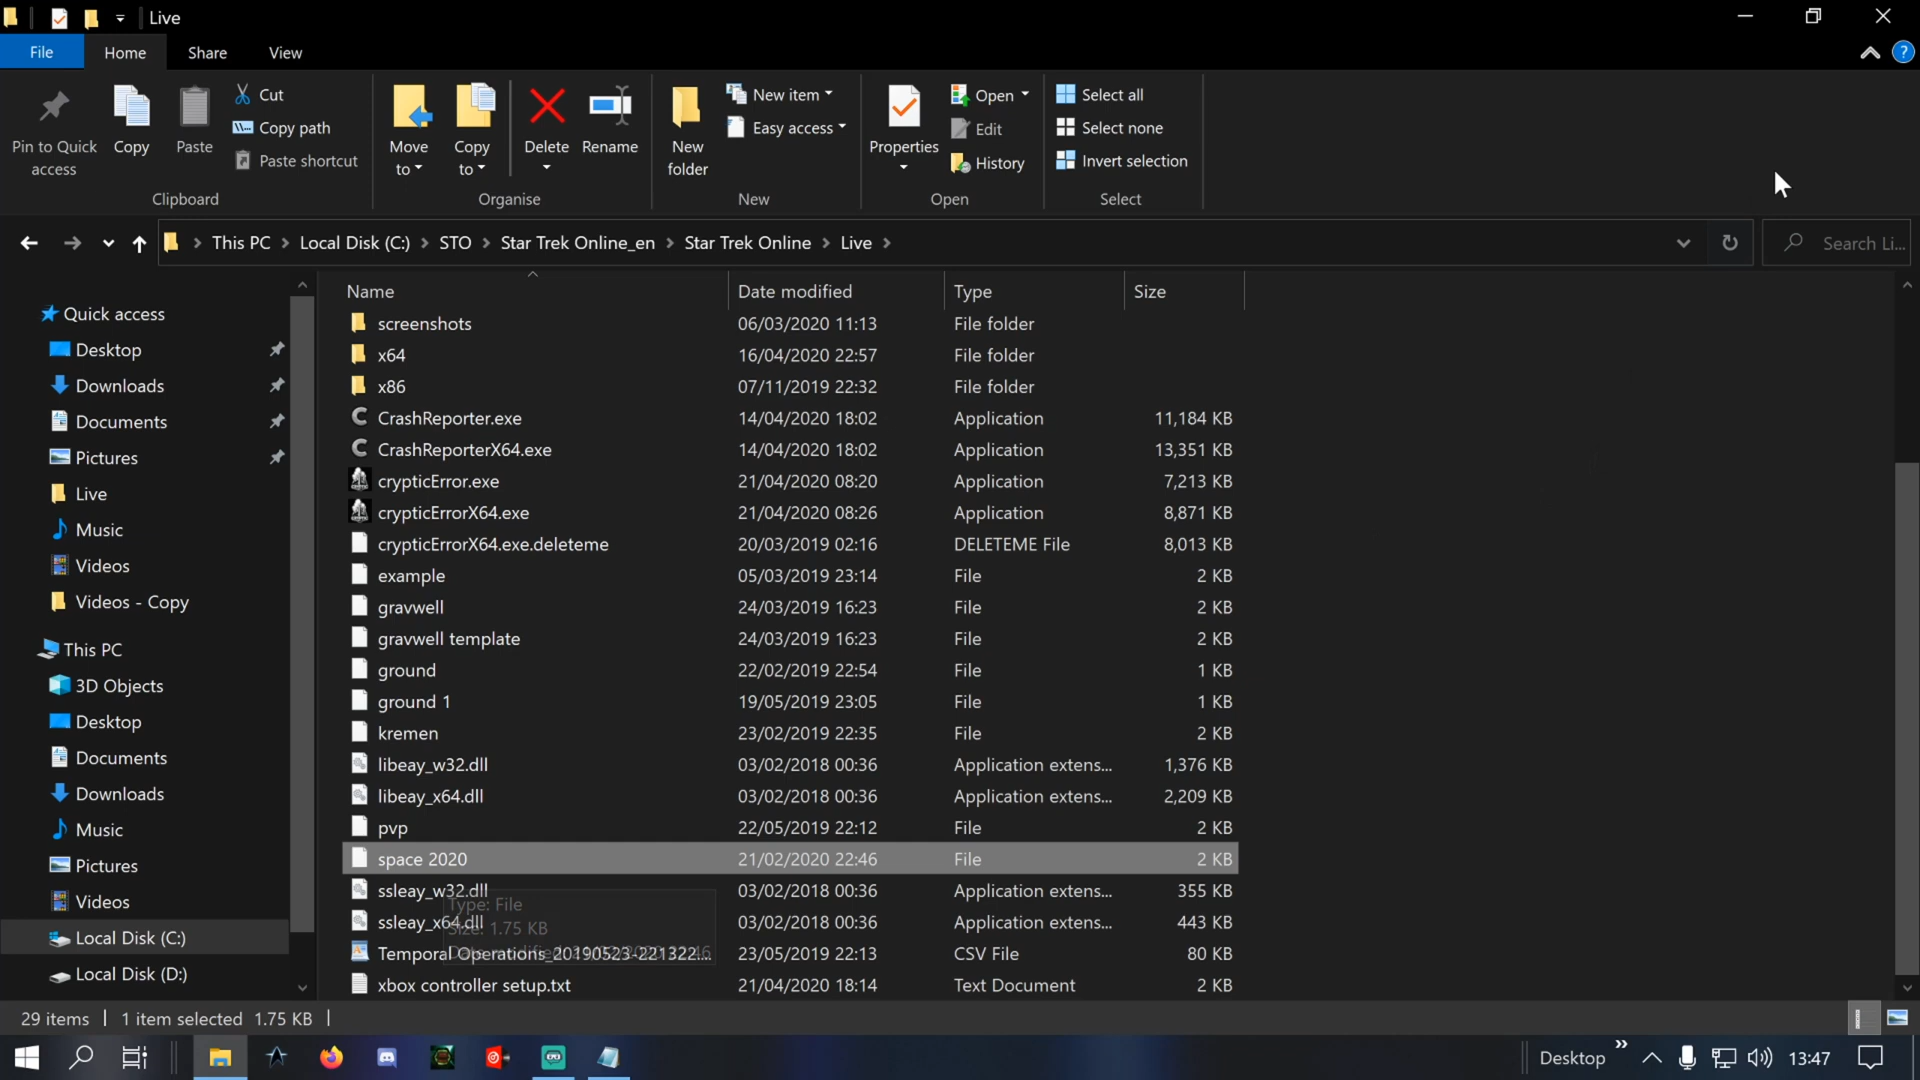 Live
File Home Share View
Pin to Quick access
Copy
Paste
Cut
Copy path
Paste shortcut
Clipboard
Move to
Copy to
Delete
Rename
Organise
New folder
New item
Easy access
New
Properties
Open
Edit
History
Open
Select all
Select none
Invert selection
Select
This PC Local Disk (C:) STO Star Trek Online_en Star Trek Online Live
Search Li...
Quick access
Desktop
Downloads
Documents
Pictures
Live
Music
Videos
Videos - Copy
This PC
3D Objects
Desktop
Documents
Downloads
Music
Pictures
Videos
Local Disk (C:)
Local Disk (D:)
Name Date modified Type Size
screenshots 06/03/2020 11:13 File folder
x64 16/04/2020 22:57 File folder
x86 07/11/2019 22:32 File folder
CrashReporter.exe 14/04/2020 18:02 Application 11,184 KB
CrashReporterX64.exe 14/04/2020 18:02 Application 13,351 KB
crypticError.exe 21/04/2020 08:20 Application 7,213 KB
crypticErrorX64.exe 21/04/2020 08:26 Application 8,871 KB
crypticErrorX64.exe.deleteme 20/03/2019 02:16 DELETEME File 8,013 KB
example 05/03/2019 23:14 File 2 KB
gravwell 24/03/2019 16:23 File 2 KB
gravwell template 24/03/2019 16:23 File 2 KB
ground 22/02/2019 22:54 File 1 KB
ground 1 19/05/2019 23:05 File 1 KB
kremen 23/02/2019 22:35 File 2 KB
libeay_w32.dll 03/02/2018 00:36 Application extens... 1,376 KB
libeay_x64.dll 03/02/2018 00:36 Application extens... 2,209 KB
pvp 22/05/2019 22:12 File 2 KB
space 2020 21/02/2020 22:46 File 2 KB
ssleay_w32.dll 03/02/2018 00:36 Application extens... 355 KB
ssleay_x64.dll 03/02/2018 00:36 Application extens... 443 KB
Temporal Operations_20190523-221322.... 23/05/2019 22:13 CSV File 80 KB
xbox controller setup.txt 21/04/2020 18:14 Text Document 2 KB
Type: File
Size: 1.75 KB
Date modified: 21/02/2020 22:46
29 items 1 item selected 1.75 KB
Desktop 13:47